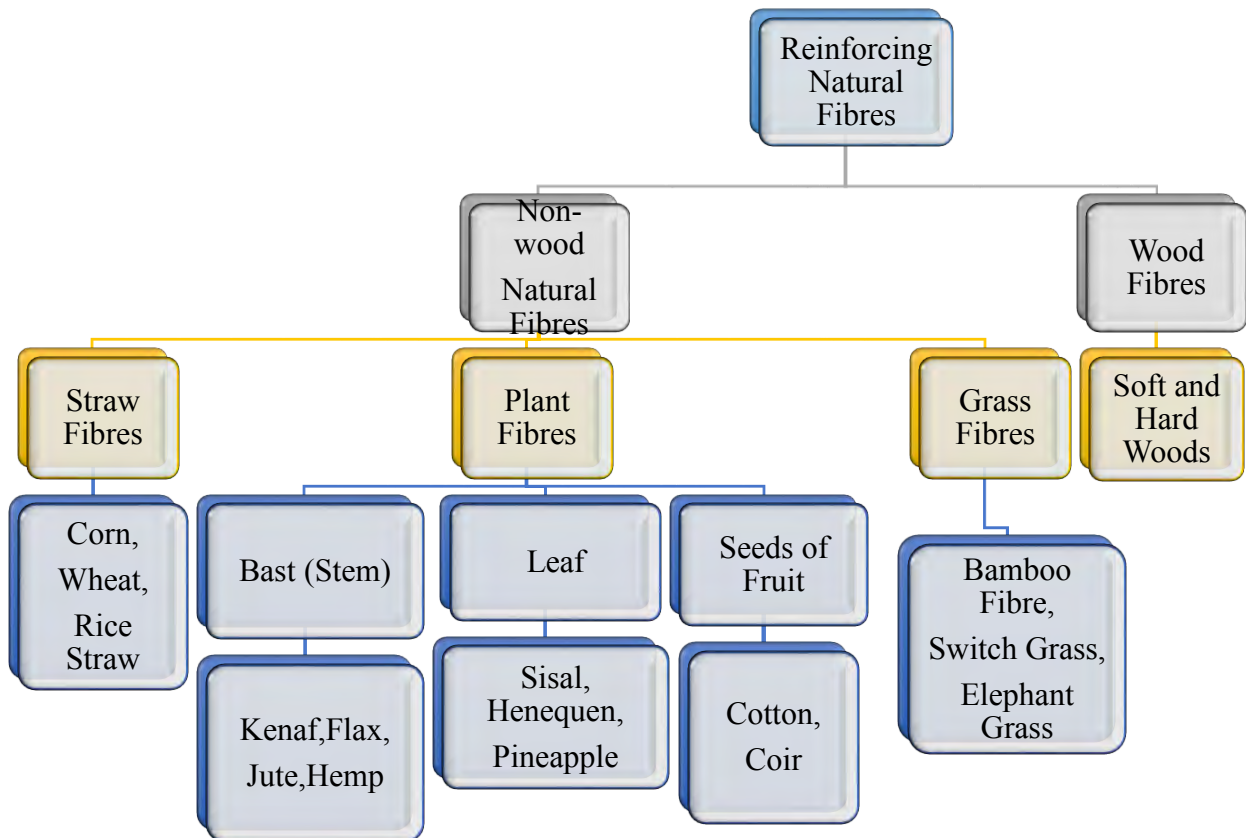 Reinforcing
Natural
Fibres
Non-
wood
Natural
Fibres
Wood
Fibres
Straw
Fibres
Plant
Fibres
Grass
Fibres
Soft and
Hard
Woods
Corn,
Wheat,
Rice
Straw
Bast (Stem)
Leaf
Seeds of
Fruit
Bamboo
Fibre,
Switch Grass,
Elephant
Grass
Kenaf,Flax,
Jute,Hemp
Sisal,
Henequen,
Pineapple
Cotton,
Coir